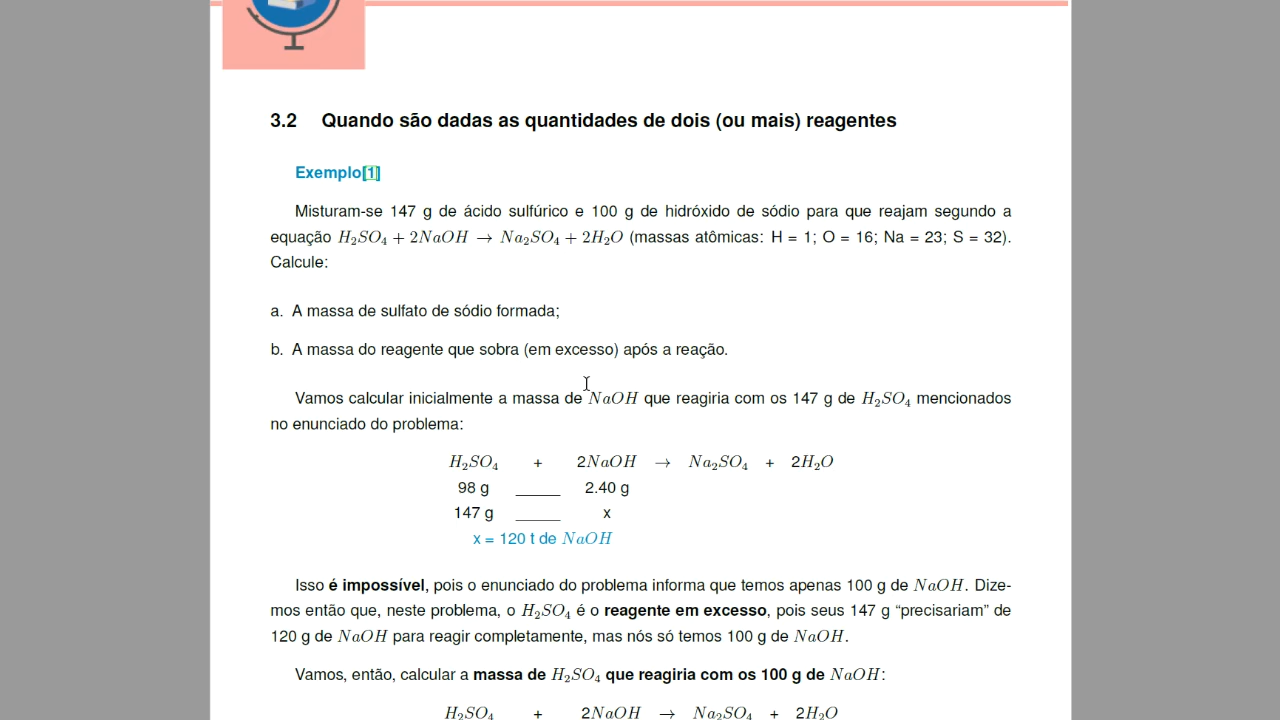 3.2 Quando são dadas as quantidades de dois (ou mais) reagentes
Exemplo[1]
Misturam-se 147 g de ácido sulfúrico e 100 g de hidróxido de sódio para que reajam segundo a
equação H₂SO₄ + 2NaOH → Na₂SO₄ + 2H₂O (massas atômicas: H = 1; O = 16; Na = 23; S = 32).
Calcule:
a. A massa de sulfato de sódio formada;
b. A massa do reagente que sobra (em excesso) após a reação.
Vamos calcular inicialmente a massa de NaOH que reagiria com os 147 g de H₂SO₄ mencionados
no enunciado do problema:
H₂SO₄ + 2NaOH → Na₂SO₄ + 2H₂O
98 g _____ 2.40 g
147 g _____ x
x = 120 t de NaOH
Isso é impossível, pois o enunciado do problema informa que temos apenas 100 g de NaOH. Dize-
mos então que, neste problema, o H₂SO₄ é o reagente em excesso, pois seus 147 g “precisariam” de
120 g de NaOH para reagir completamente, mas nós só temos 100 g de NaOH.
Vamos, então, calcular a massa de H₂SO₄ que reagiria com os 100 g de NaOH:
H₂SO₄ + 2NaOH → Na₂SO₄ + 2H₂O